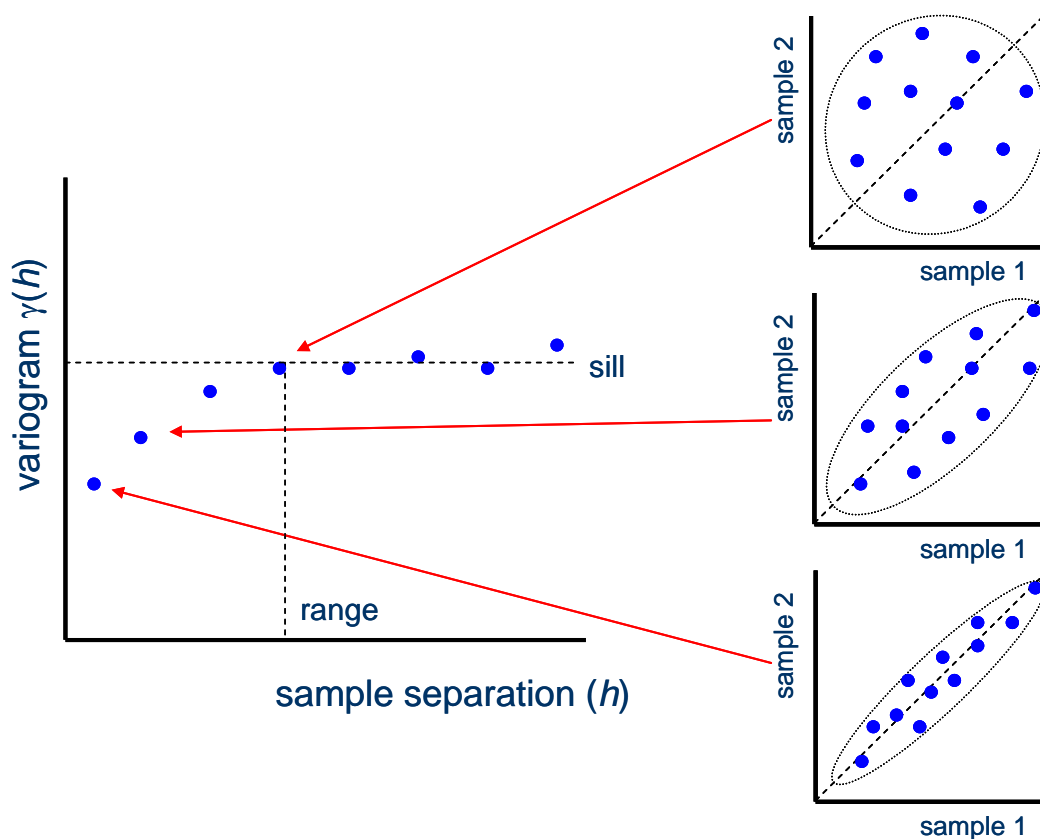 variogram γ(h)
sill
range
sample separation (h)
sample 2
sample 1
sample 2
sample 1
sample 2
sample 1